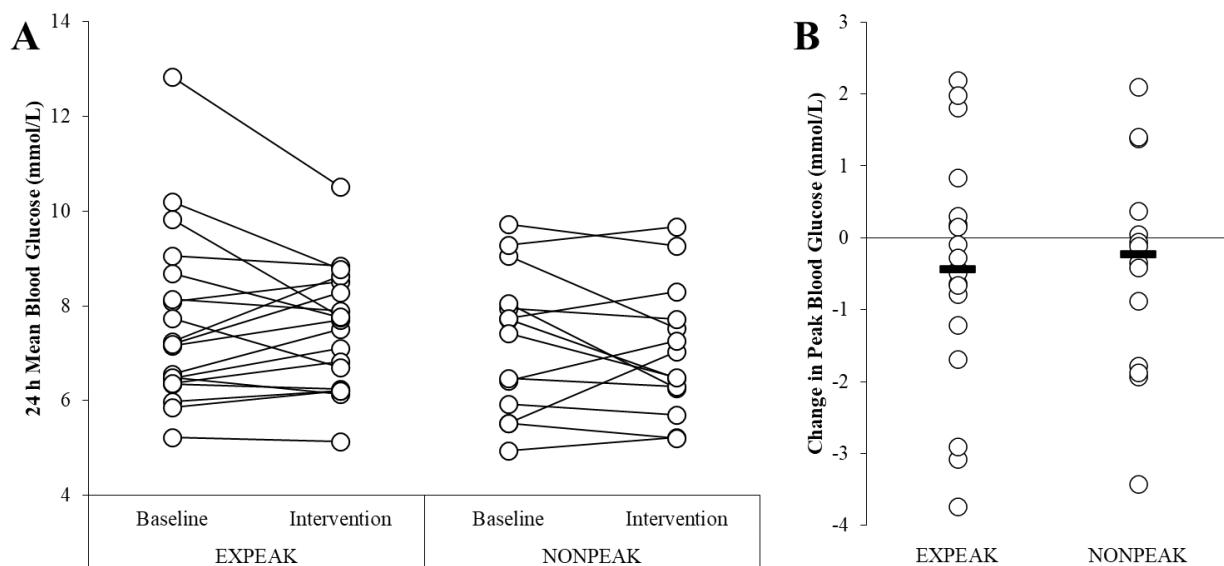 A
24 h Mean Blood Glucose (mmol/L)
14
12
10
8
6
4
Baseline
Intervention
Baseline
Intervention
EXPEAK
NONPEAK
B
Change in Peak Blood Glucose (mmol/L)
3
2
1
0
-1
-2
-3
-4
EXPEAK
NONPEAK